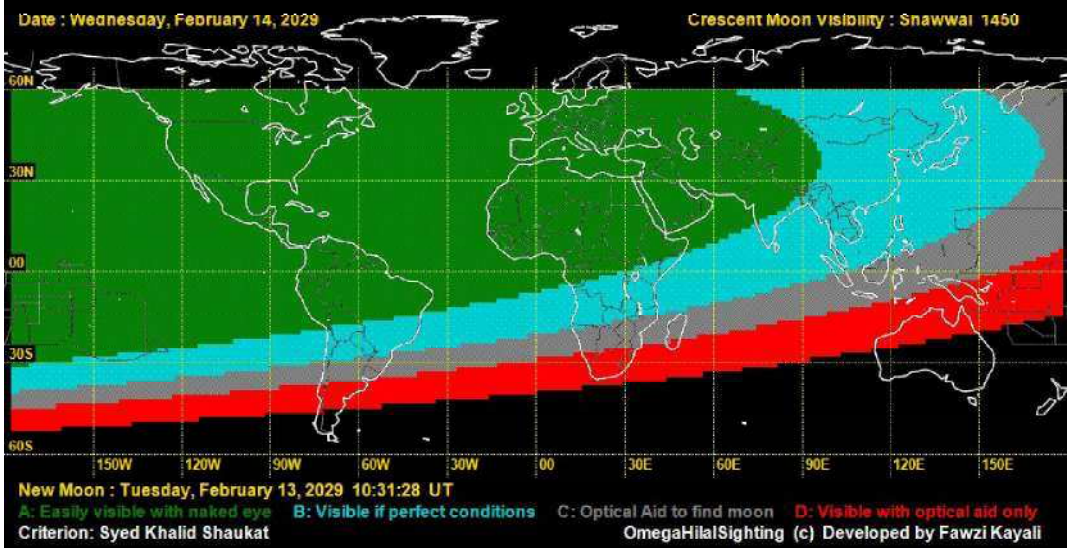 Date : Wednesday, February 14, 2029 Crescent Moon Visibility : Shawwal 1450
60N
30N
00
30S
60S
150W 120W 90W 60W 30W 00 30E 60E 90E 120E 150E
New Moon : Tuesday, February 13, 2029 10:31:28 UT
A: Easily visible with naked eye B: Visible if perfect conditions C: Optical Aid to find moon D: Visible with optical aid only
Criterion: Syed Khalid Shaukat OmegaHilalSighting (c) Developed by Fawzi Kayali